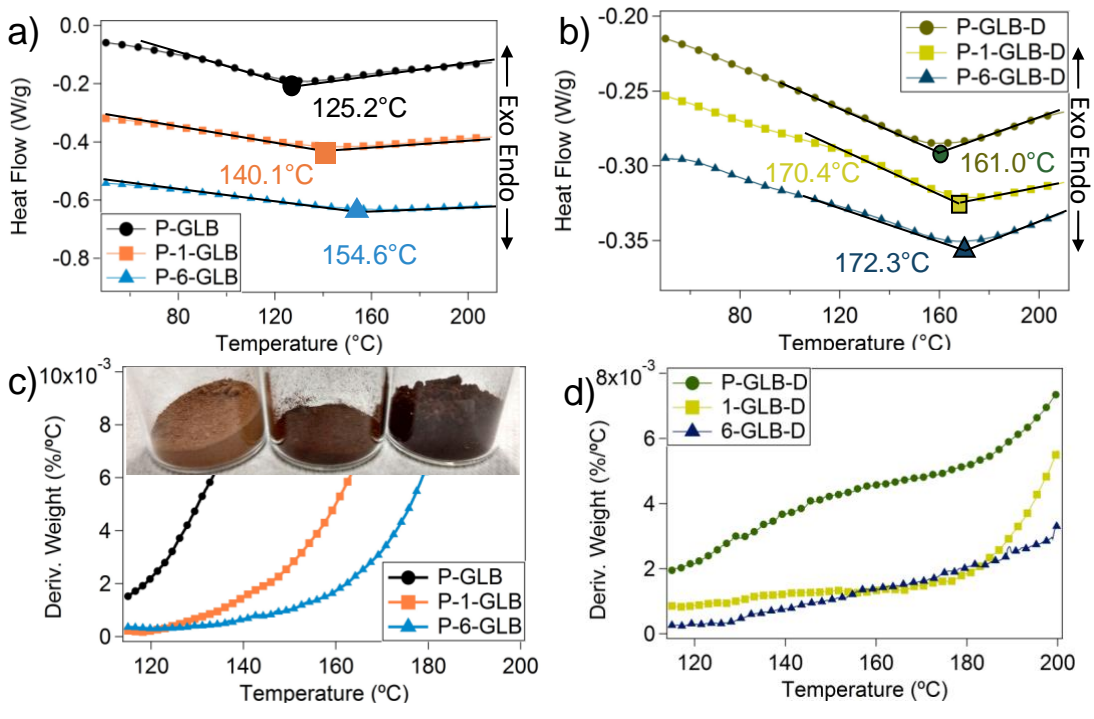 a)
0.0
-0.2
-0.4
-0.6
-0.8
Heat Flow (W/g)
125.2°C
140.1°C
154.6°C
P-GLB
P-1-GLB
P-6-GLB
Exo
Endo
80
120
160
200
Temperature (°C)
b)
-0.20
-0.25
-0.30
-0.35
Heat Flow (W/g)
P-GLB-D
P-1-GLB-D
P-6-GLB-D
170.4°C
161.0°C
172.3°C
Exo
Endo
80
120
160
200
Temperature (°C)
c)
10x10-3
8
6
4
2
0
Deriv. Weight (%/ºC)
P-GLB
P-1-GLB
P-6-GLB
120
140
160
180
200
Temperature (ºC)
d)
8x10-3
6
4
2
0
Deriv. Weight (%/ºC)
P-GLB-D
1-GLB-D
6-GLB-D
120
140
160
180
200
Temperature (ºC)